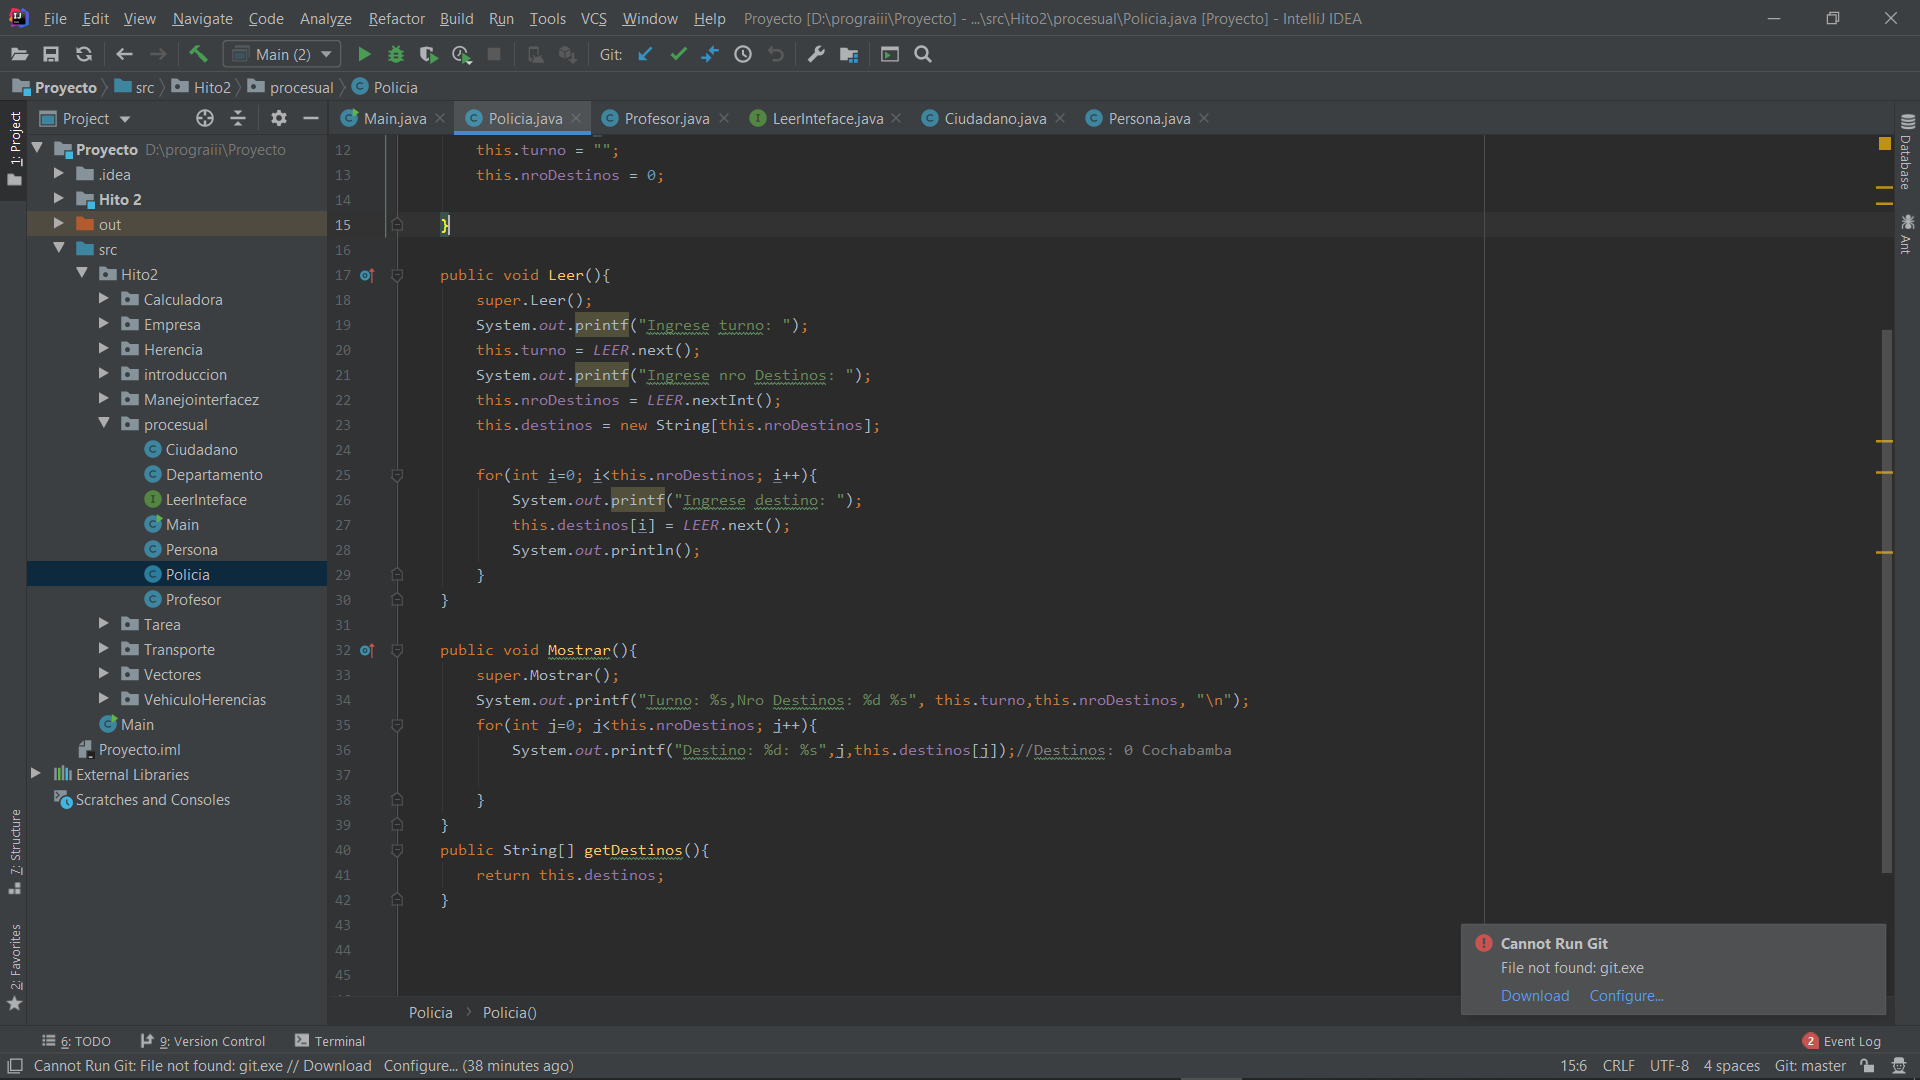 File Edit View Navigate Code Analyze Refactor Build Run Tools VCS Window Help Proyecto [D:\prograiii\Proyecto] - ...\src\Hito2\procesual\Policia.java [Proyecto] - IntelliJ IDEA
Main (2) Git:
Proyecto src Hito2 procesual Policia
1: Project
Project
Main.java Policia.java Profesor.java LeerInteface.java Ciudadano.java Persona.java
Proyecto D:\prograiii\Proyecto
.idea
Hito 2
out
src
Hito2
Calculadora
Empresa
Herencia
introduccion
Manejointerfacez
procesual
Ciudadano
Departamento
LeerInteface
Main
Persona
Policia
Profesor
Tarea
Transporte
Vectores
VehiculoHerencias
Main
Proyecto.iml
External Libraries
Scratches and Consoles
7: Structure
2: Favorites
12 this.turno = "";
13 this.nroDestinos = 0;
14
15 }
16
17 public void Leer(){
18 super.Leer();
19 System.out.printf("Ingrese turno: ");
20 this.turno = LEER.next();
21 System.out.printf("Ingrese nro Destinos: ");
22 this.nroDestinos = LEER.nextInt();
23 this.destinos = new String[this.nroDestinos];
24
25 for(int i=0; i<this.nroDestinos; i++){
26 System.out.printf("Ingrese destino: ");
27 this.destinos[i] = LEER.next();
28 System.out.println();
29 }
30 }
31
32 public void Mostrar(){
33 super.Mostrar();
34 System.out.printf("Turno: %s,Nro Destinos: %d %s", this.turno,this.nroDestinos, "\n");
35 for(int j=0; j<this.nroDestinos; j++){
36 System.out.printf("Destino: %d: %s",j,this.destinos[j]);//Destinos: 0 Cochabamba
37
38 }
39 }
40 public String[] getDestinos(){
41 return this.destinos;
42 }
43
44
45
Database
Ant
Cannot Run Git
File not found: git.exe
Download Configure...
Policia Policia()
6: TODO 9: Version Control Terminal 2 Event Log
Cannot Run Git: File not found: git.exe // Download Configure... (38 minutes ago) 15:6 CRLF UTF-8 4 spaces Git: master